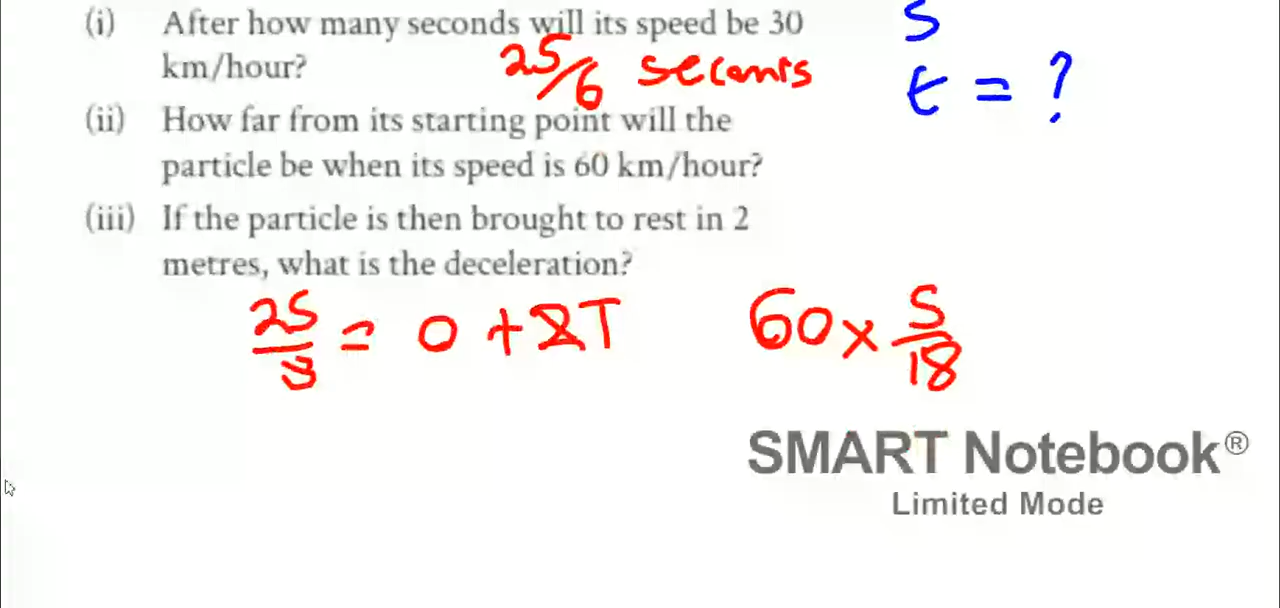 (i) After how many seconds will its speed be 30
km/hour?
25/6 seconds
S
t = ?
(ii) How far from its starting point will the
particle be when its speed is 60 km/hour?
(iii) If the particle is then brought to rest in 2
metres, what is the deceleration?
25/3 = 0 + 2T
60 × 5/18
SMART Notebook®
Limited Mode